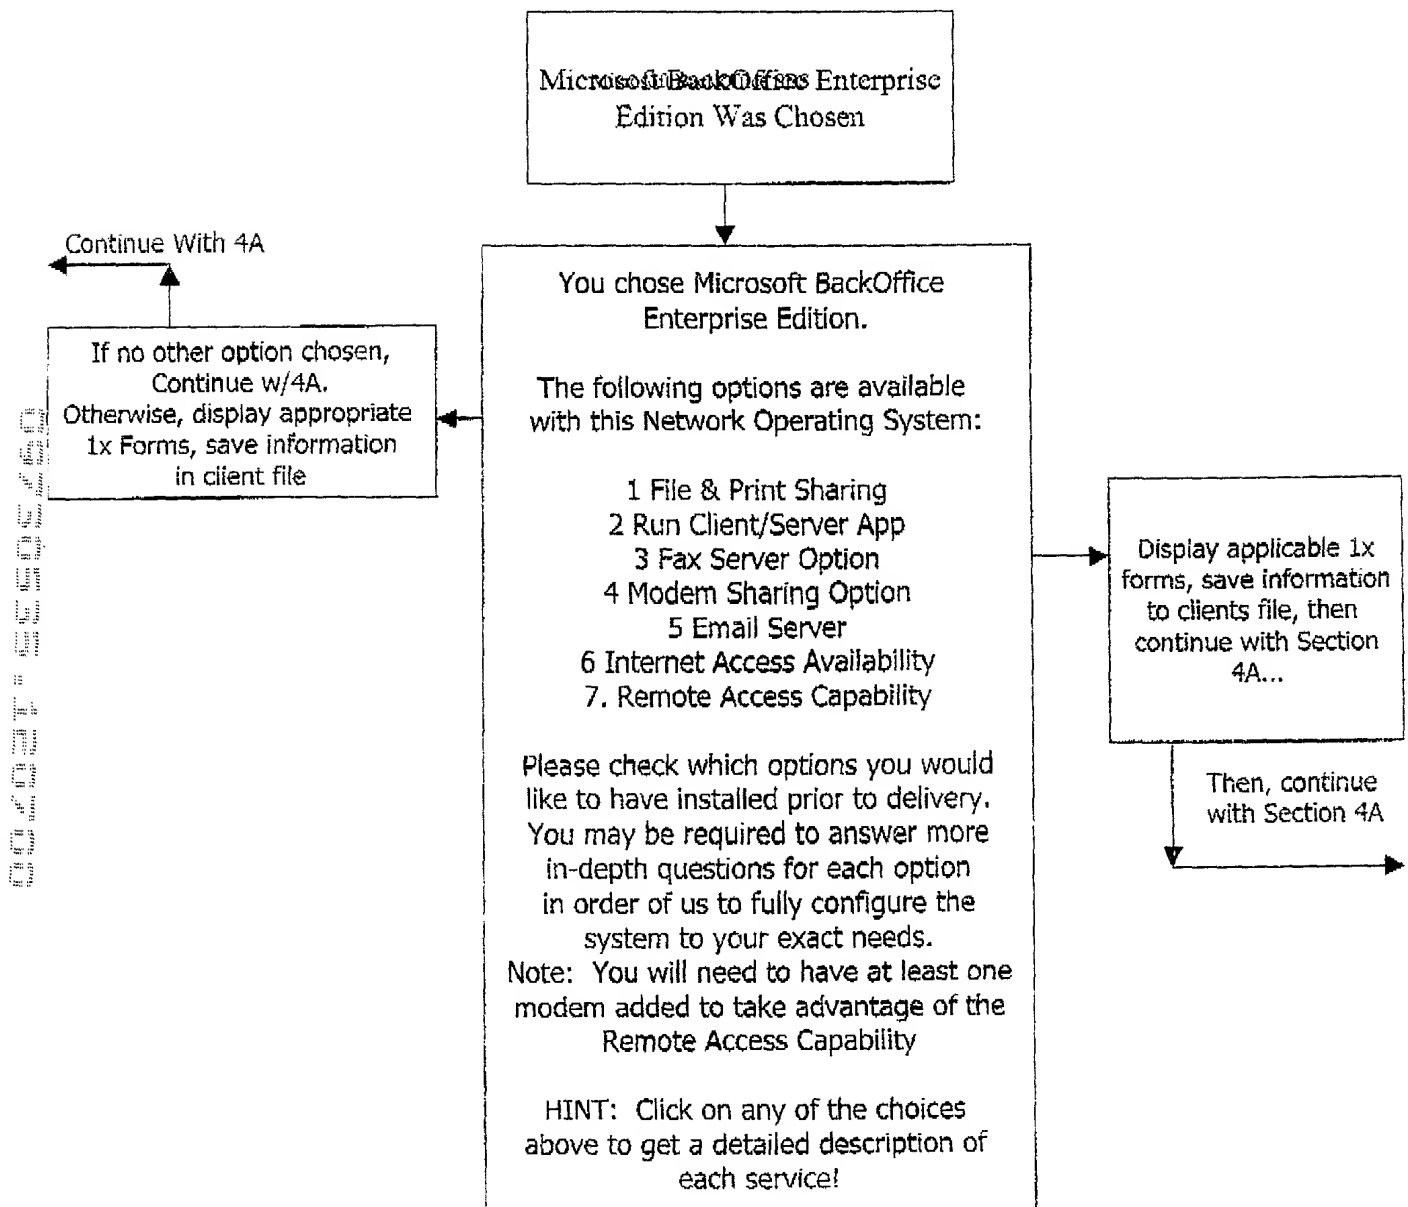 Microsoft BackOffice Enterprise
Edition Was Chosen
Continue With 4A
You chose Microsoft BackOffice
Enterprise Edition.
The following options are available
with this Network Operating System:
1 File & Print Sharing
2 Run Client/Server App
3 Fax Server Option
4 Modem Sharing Option
5 Email Server
6 Internet Access Availability
7. Remote Access Capability
Please check which options you would
like to have installed prior to delivery.
You may be required to answer more
in-depth questions for each option
in order of us to fully configure the
system to your exact needs.
Note: You will need to have at least one
modem added to take advantage of the
Remote Access Capability
HINT: Click on any of the choices
above to get a detailed description of
each service!
If no other option chosen,
Continue w/4A.
Otherwise, display appropriate
1x Forms, save information
in client file
Display applicable 1x
forms, save information
to clients file, then
continue with Section
4A...
Then, continue
with Section 4A